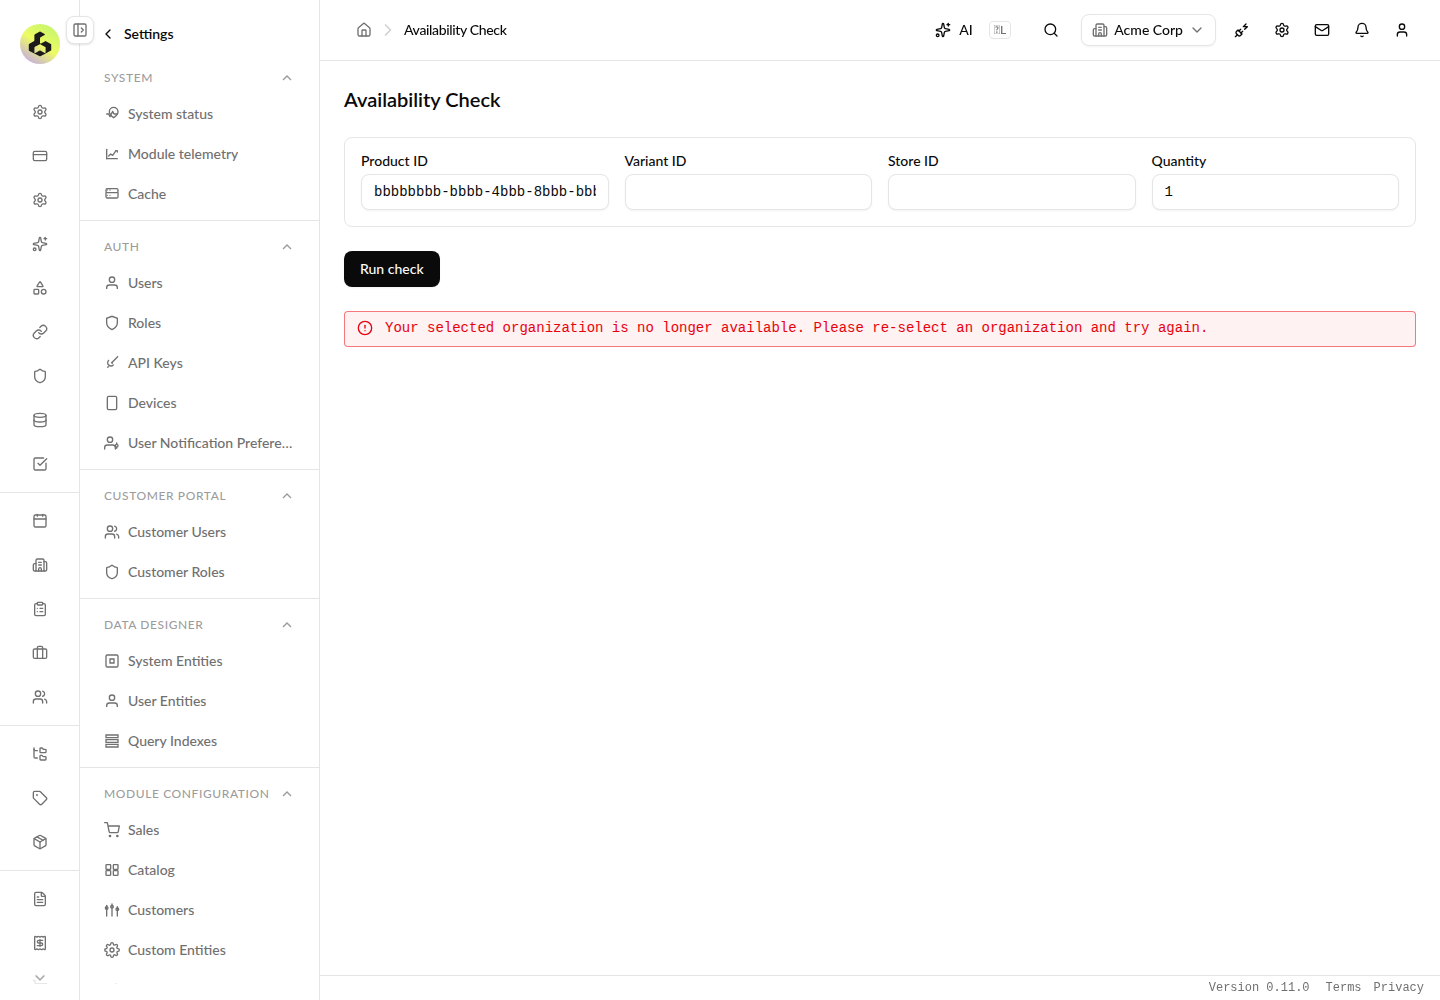 Settings
SYSTEM
System status
Module telemetry
Cache
AUTH
Users
Roles
API Keys
Devices
User Notification Prefere...
CUSTOMER PORTAL
Customer Users
Customer Roles
DATA DESIGNER
System Entities
User Entities
Query Indexes
MODULE CONFIGURATION
Sales
Catalog
Customers
Custom Entities
Availability Check
AI
L
Acme Corp
Availability Check
Product ID
Variant ID
Store ID
Quantity
bbbbbbbb-bbbb-4bbb-8bbb-bbb
1
Run check
Your selected organization is no longer available. Please re-select an organization and try again.
Version 0.11.0
Terms
Privacy